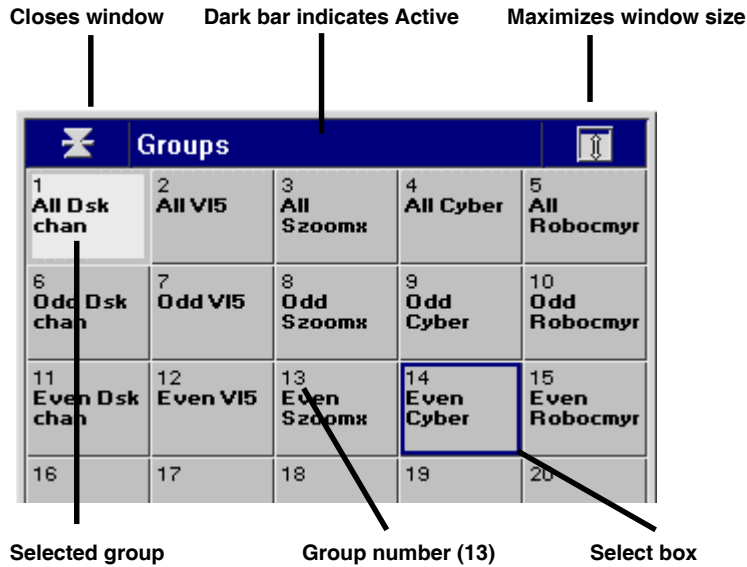 Closes window Dark bar indicates Active Maximizes window size
Groups
1 2 3 4 5
All Dsk All VI5 All All Cyber All
chan Szoomx Robocmyr
6 7 8 9 10
Odd Dsk Odd VI5 Odd Odd Odd
chan Szoomx Cyber Robocmyr
11 12 13 14 15
Even Dsk Even VI5 Even Even Even
chan Szoomx Cyber Robocmyr
16 17 18 19 20
Selected group Group number (13) Select box